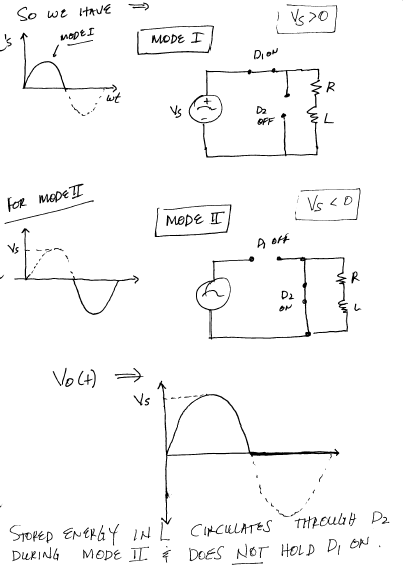 SO WE HAVE ⇒
VS>0
MODE I
MODE I
D1 ON
R
VS
D2
OFF
L
ωt
FOR MODE II
VS<0
MODE II
D1 OFF
VS
R
D2
ON
L
VO(t) ⇒
VS
STORED ENERGY IN L CIRCULATES THROUGH D2
DURING MODE II & DOES NOT HOLD D1 ON.